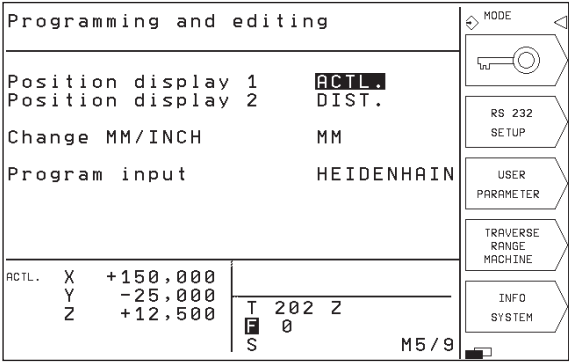 Programming and editing
Position display 1 ACTL.
Position display 2 DIST.
Change MM/INCH MM
Program input HEIDENHAIN
ACTL. X +150,000
Y -25,000
Z +12,500
T 202 Z
F 0
S M5/9
MODE
RS 232
SETUP
USER
PARAMETER
TRAVERSE
RANGE
MACHINE
INFO
SYSTEM